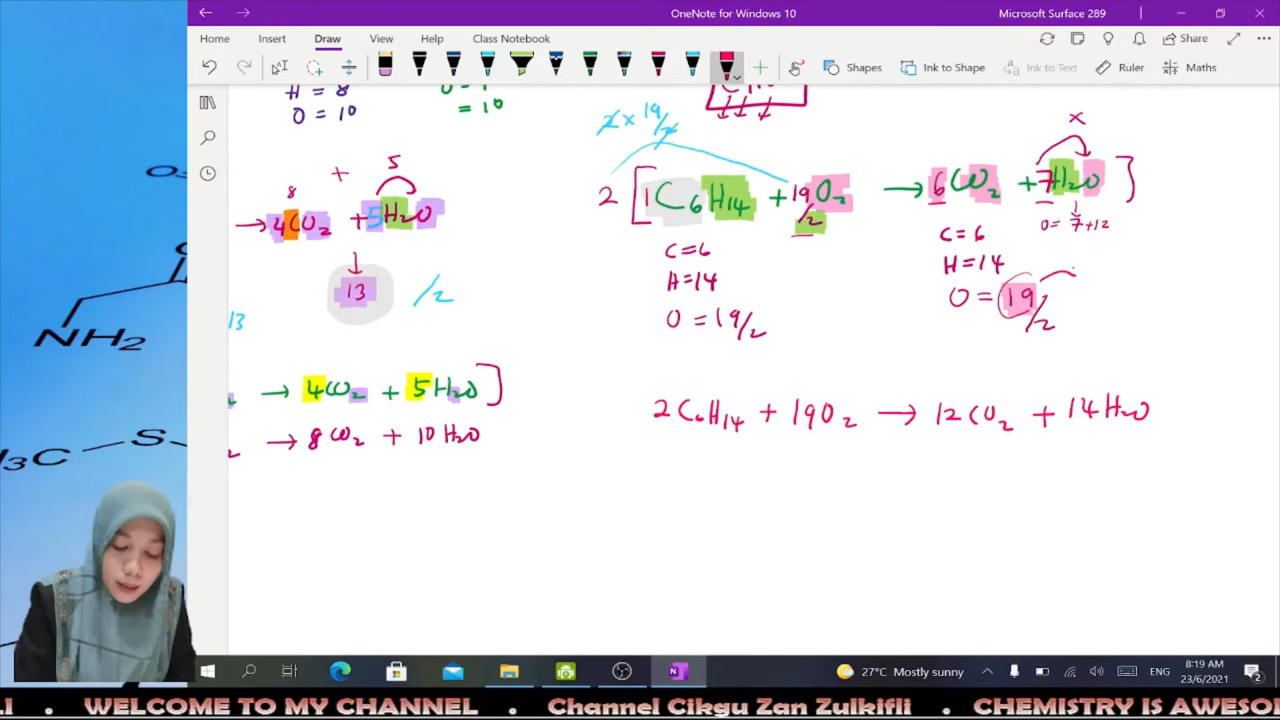 OneNote for Windows 10
Microsoft Surface 289
Home Insert Draw View Help Class Notebook
Share
Shapes
Ink to Shape
Ink to Text
Ruler
Maths
H = 8
O = 10
= 10
2 x 19/2
x
5
+
8
→ 4CO2 + 5H2O
13
/2
13
2 [ 1C6H14 + 19/2 O2 → 6CO2 + 7H2O ]
C=6
H=14
O = 19/2
O = 7+12
C=6
H=14
O = 19/2
→ 4CO2 + 5H2O ]
→ 8CO2 + 10H2O
2C6H14 + 19O2 → 12CO2 + 14H2O
NH2
3C
S
27°C Mostly sunny
ENG
8:19 AM
23/6/2021
2
.i • WELCOME TO MY CHANNEL • Channel Cikgu Zan Zulkifli • CHEMISTRY IS AWESO